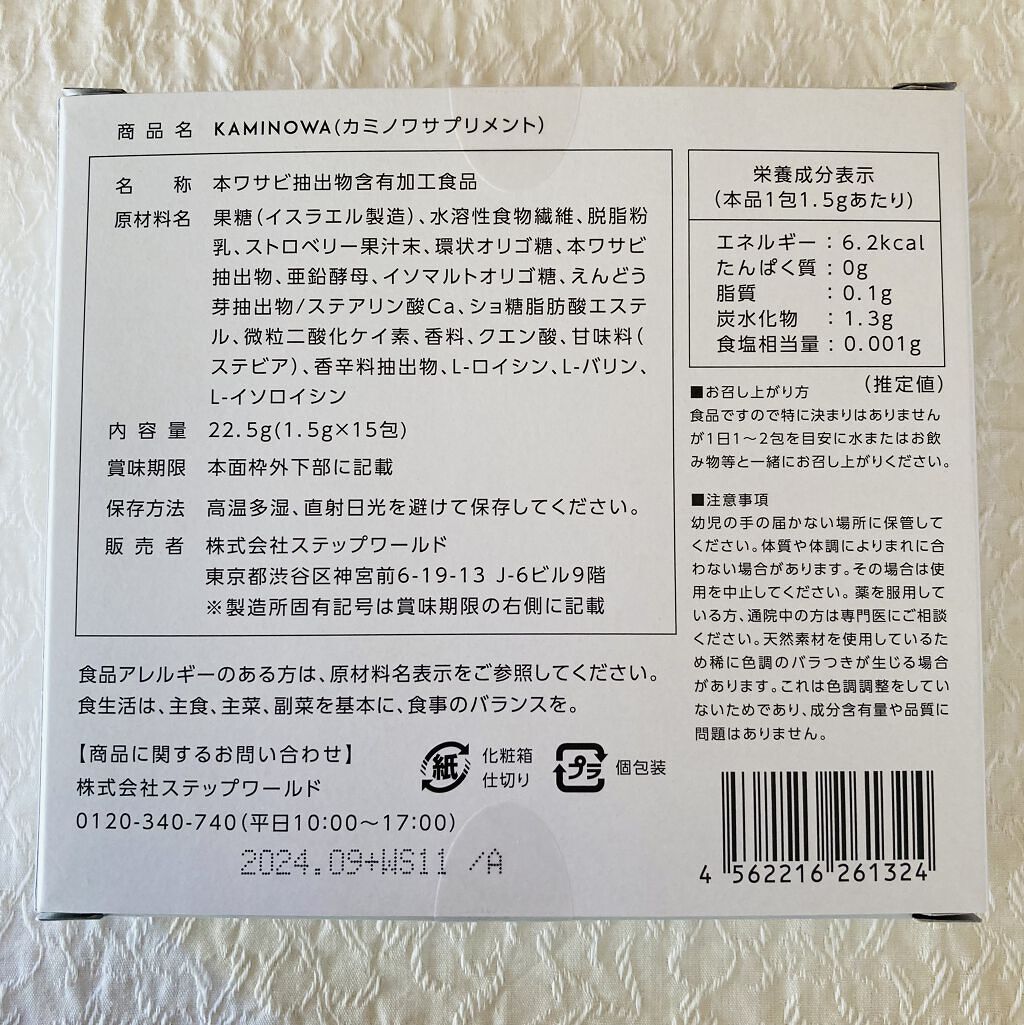 商品名 KAMINOWA(カミノワサプリメント)
名称 本ワサビ抽出物含有加工食品
原材料名 果糖(イスラエル製造)、水溶性食物繊維、脱脂粉
乳、ストロベリー果汁末、環状オリゴ糖、本ワサビ
抽出物、亜鉛酵母、イソマルトオリゴ糖、えんどう
芽抽出物/ステアリン酸Ca、ショ糖脂肪酸エステ
ル、微粒二酸化ケイ素、香料、クエン酸、甘味料(
ステビア)、香辛料抽出物、L-ロイシン、L-バリン、
L-イソロイシン
内容量 22.5g(1.5g×15包)
賞味期限 本面枠外下部に記載
保存方法 高温多湿、直射日光を避けて保存してください。
販売者 株式会社ステップワールド
東京都渋谷区神宮前6-19-13 J-6ビル9階
※製造所固有記号は賞味期限の右側に記載
食品アレルギーのある方は、原材料名表示をご参照してください。
食生活は、主食、主菜、副菜を基本に、食事のバランスを。
【商品に関するお問い合わせ】
株式会社ステップワールド
0120-340-740(平日10:00〜17:00)
紙 化粧箱
仕切り
プラ 個包装
2024.09+WS11 /A
栄養成分表示
(本品1包1.5gあたり)
エネルギー : 6.2kcal
たんぱく質 : 0g
脂質 : 0.1g
炭水化物 : 1.3g
食塩相当量 : 0.001g
(推定値)
■お召し上がり方
食品ですので特に決まりはありません
が1日1〜2包を目安に水またはお飲
み物等と一緒にお召し上がりください。
■注意事項
幼児の手の届かない場所に保管して
ください。体質や体調によりまれに合
わない場合があります。その場合は使
用を中止してください。薬を服用して
いる方、通院中の方は専門医にご相談
ください。天然素材を使用しているた
め稀に色調のバラつきが生じる場合
があります。これは色調調整をしてい
ないためであり、成分含有量や品質に
問題はありません。
4 562216 261324